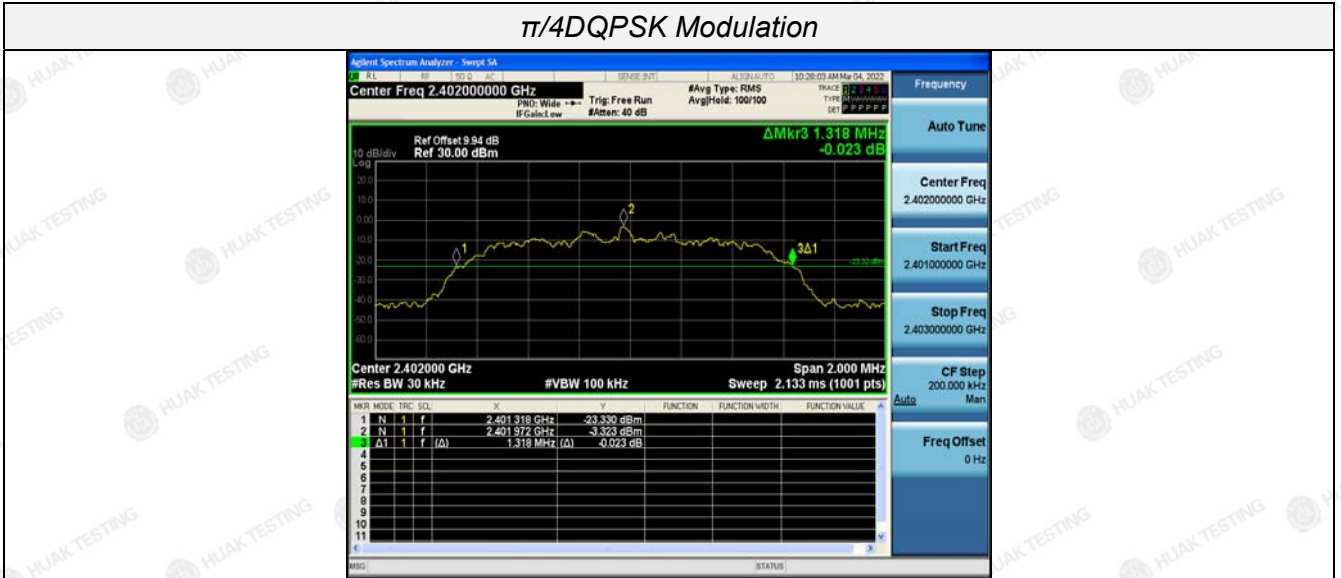 π/4DQPSK Modulation
Agilent Spectrum Analyzer - Swept SA
RL RF 50 Ω AC SENSE:INT ALIGN AUTO 10:28:03 AM Mar 04, 2022
Center Freq 2.402000000 GHz
PNO: Wide
IFGain:Low
Trig: Free Run
#Atten: 40 dB
#Avg Type: RMS
Avg|Hold: 100/100
TRACE 1 2 3 4 5 6
TYPE M
DET P P P P P P
Frequency
Auto Tune
Center Freq
2.402000000 GHz
Start Freq
2.401000000 GHz
Stop Freq
2.403000000 GHz
CF Step
200.000 kHz
Auto Man
Freq Offset
0 Hz
ΔMkr3 1.318 MHz
-0.023 dB
Ref Offset 9.94 dB
10 dB/div Ref 30.00 dBm
Log
20.0
10.0
0.00
-10.0
-20.0
-30.0
-40.0
-50.0
-60.0
1
2
3Δ1
-23.32 dBm
Center 2.402000 GHz Span 2.000 MHz
#Res BW 30 kHz #VBW 100 kHz Sweep 2.133 ms (1001 pts)
MKR MODE TRC SCL X Y FUNCTION FUNCTION WIDTH FUNCTION VALUE
1 N 1 f 2.401 318 GHz -23.330 dBm
2 N 1 f 2.401 972 GHz -3.323 dBm
3 Δ1 1 f (Δ) 1.318 MHz (Δ) -0.023 dB
4
5
6
7
8
9
10
11
MSG STATUS
HUAK TESTING